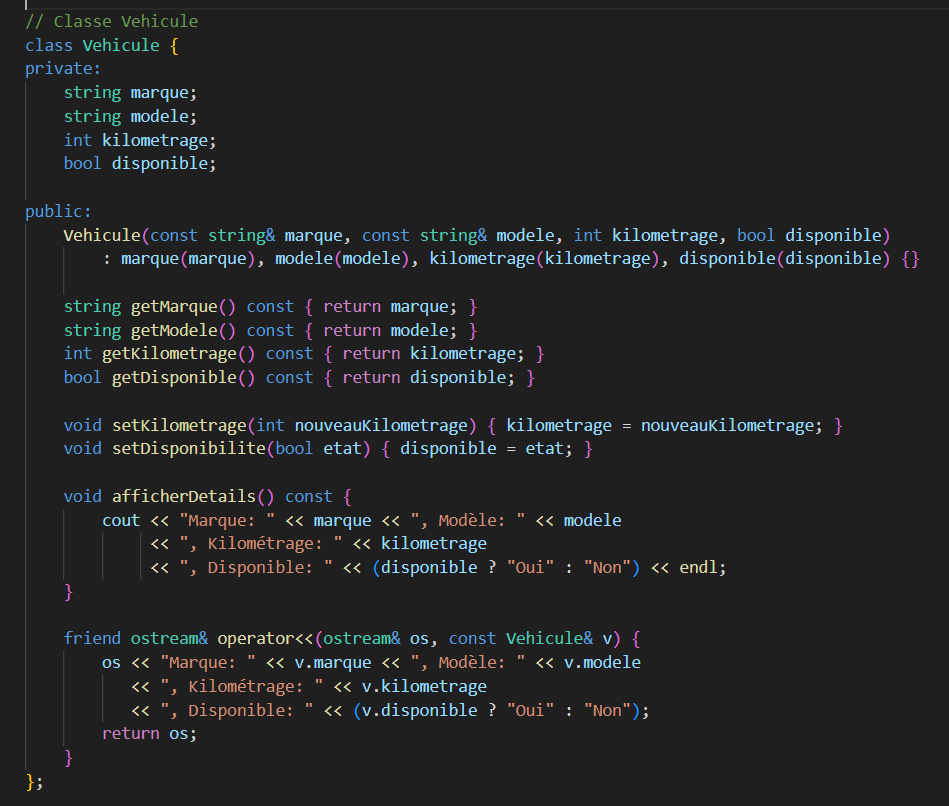 // Classe Vehicule
class Vehicule {
private:
    string marque;
    string modele;
    int kilometrage;
    bool disponible;

public:
    Vehicule(const string& marque, const string& modele, int kilometrage, bool disponible)
        : marque(marque), modele(modele), kilometrage(kilometrage), disponible(disponible) {}

    string getMarque() const { return marque; }
    string getModele() const { return modele; }
    int getKilometrage() const { return kilometrage; }
    bool getDisponible() const { return disponible; }

    void setKilometrage(int nouveauKilometrage) { kilometrage = nouveauKilometrage; }
    void setDisponibilite(bool etat) { disponible = etat; }

    void afficherDetails() const {
        cout << "Marque: " << marque << ", Modèle: " << modele
             << ", Kilométrage: " << kilometrage
             << ", Disponible: " << (disponible ? "Oui" : "Non") << endl;
    }

    friend ostream& operator<<(ostream& os, const Vehicule& v) {
        os << "Marque: " << v.marque << ", Modèle: " << v.modele
           << ", Kilométrage: " << v.kilometrage
           << ", Disponible: " << (v.disponible ? "Oui" : "Non");
        return os;
    }
};